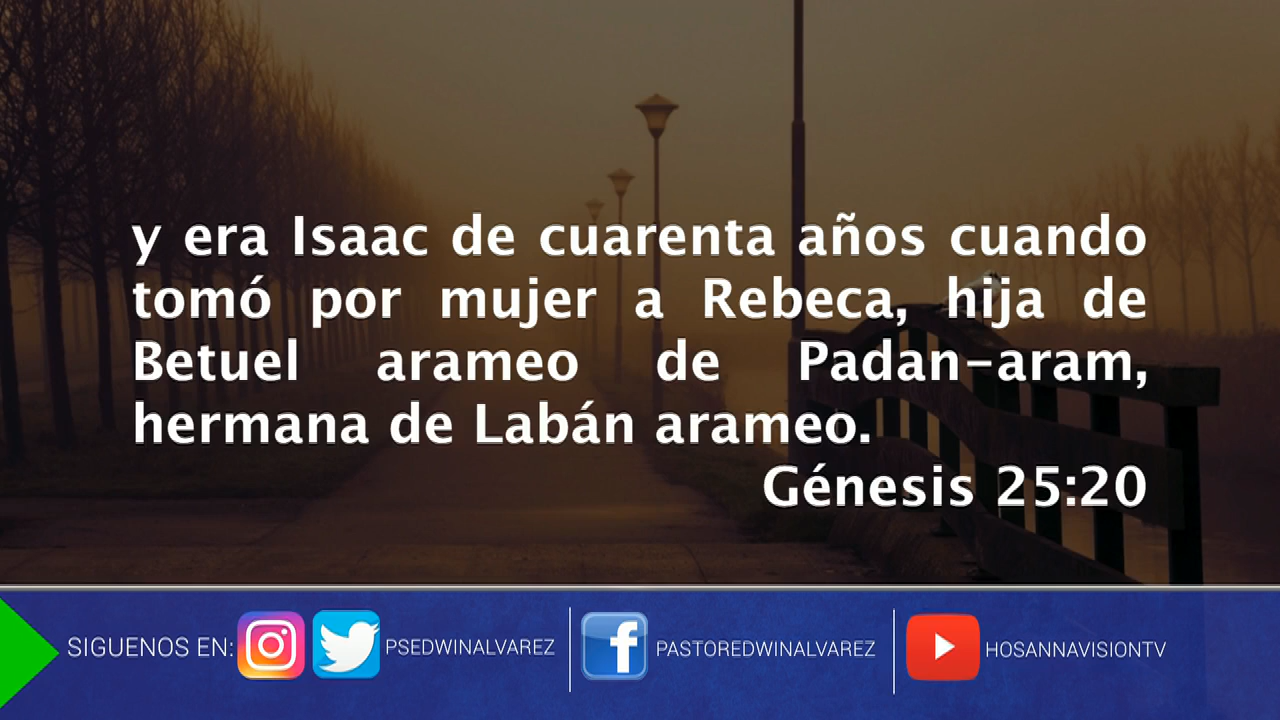 y era Isaac de cuarenta años cuando
tomó por mujer a Rebeca, hija de
Betuel arameo de Padan-aram,
hermana de Labán arameo.
Génesis 25:20
SIGUENOS EN: PSEDWINALVAREZ PASTOREDWINALVAREZ HOSANNAVISIONTV